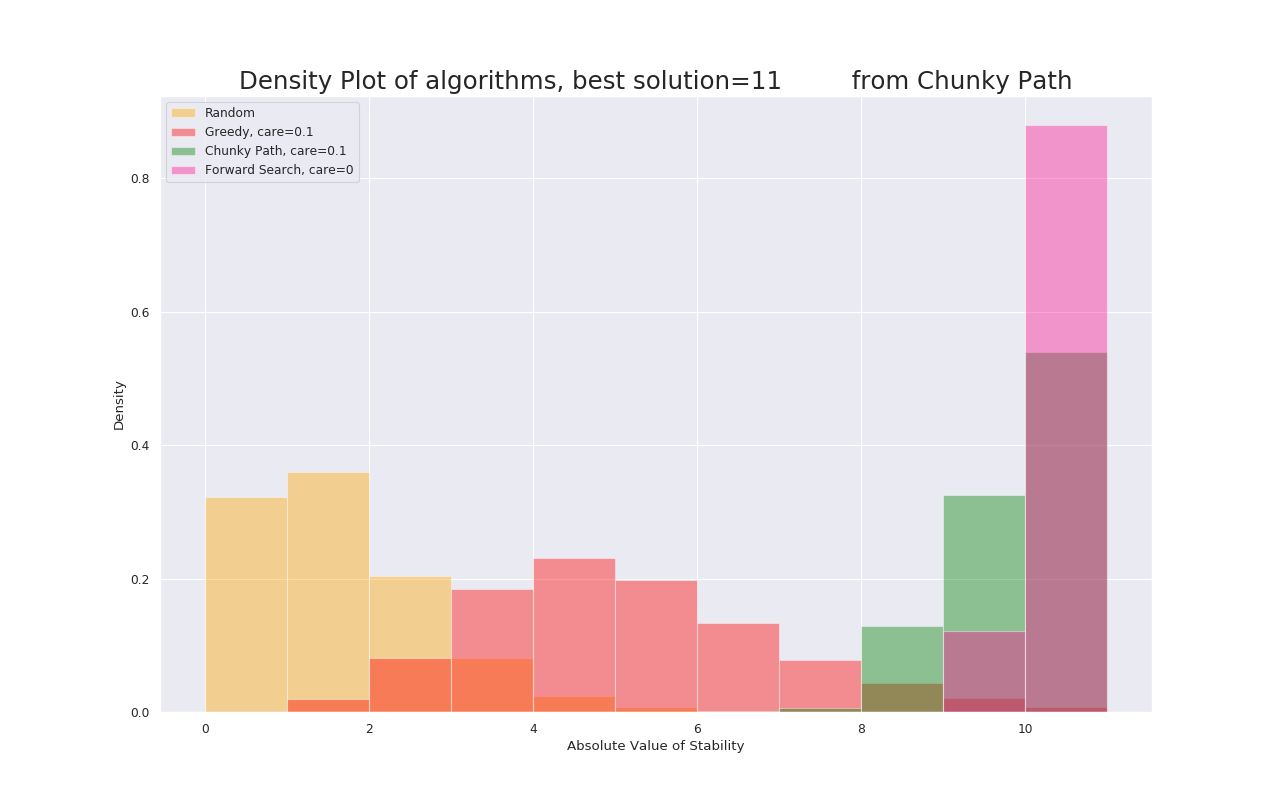 Density Plot of algorithms, best solution=11 from Chunky Path
Random
Greedy, care=0.1
Chunky Path, care=0.1
Forward Search, care=0
0.8
0.6
0.4
0.2
0.0
Density
0 2 4 6 8 10
Absolute Value of Stability